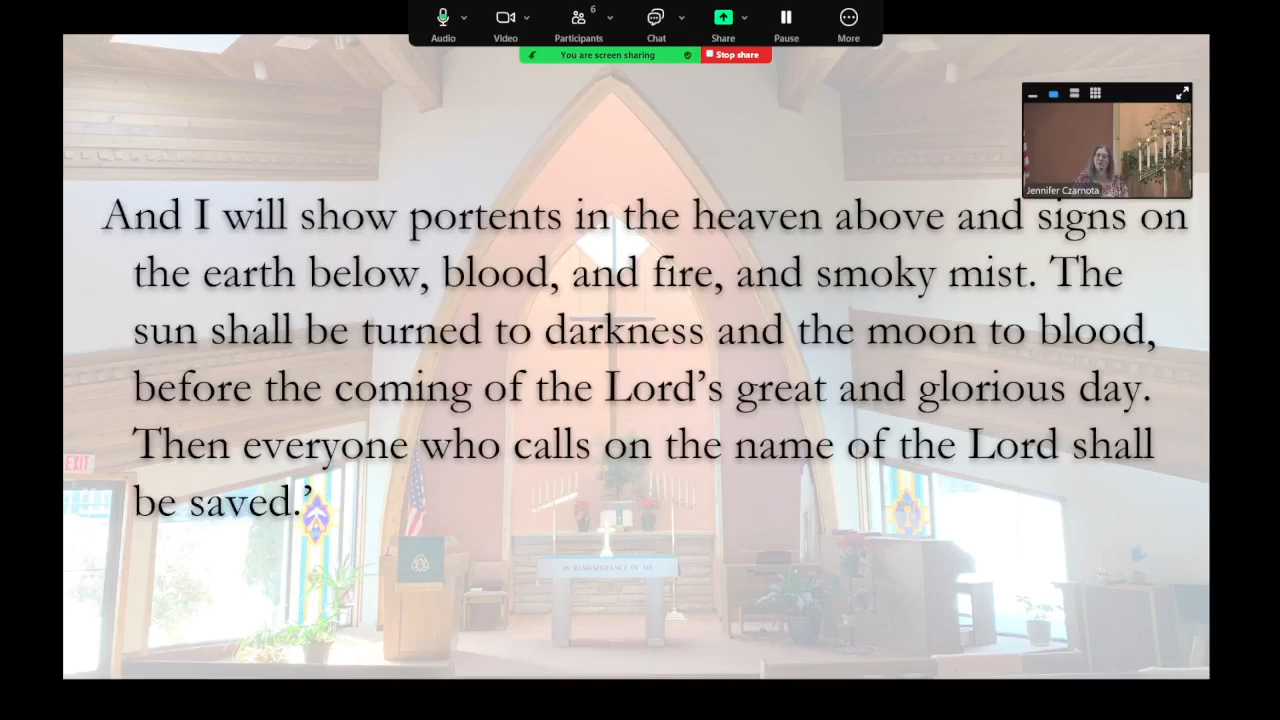 6
Audio Video Participants Chat Share Pause More
You are screen sharing Stop share
Jennifer Czarnota
And I will show portents in the heaven above and signs on
the earth below, blood, and fire, and smoky mist. The
sun shall be turned to darkness and the moon to blood,
before the coming of the Lord’s great and glorious day.
Then everyone who calls on the name of the Lord shall
be saved.’
EXIT
IN REMEMBRANCE OF ME